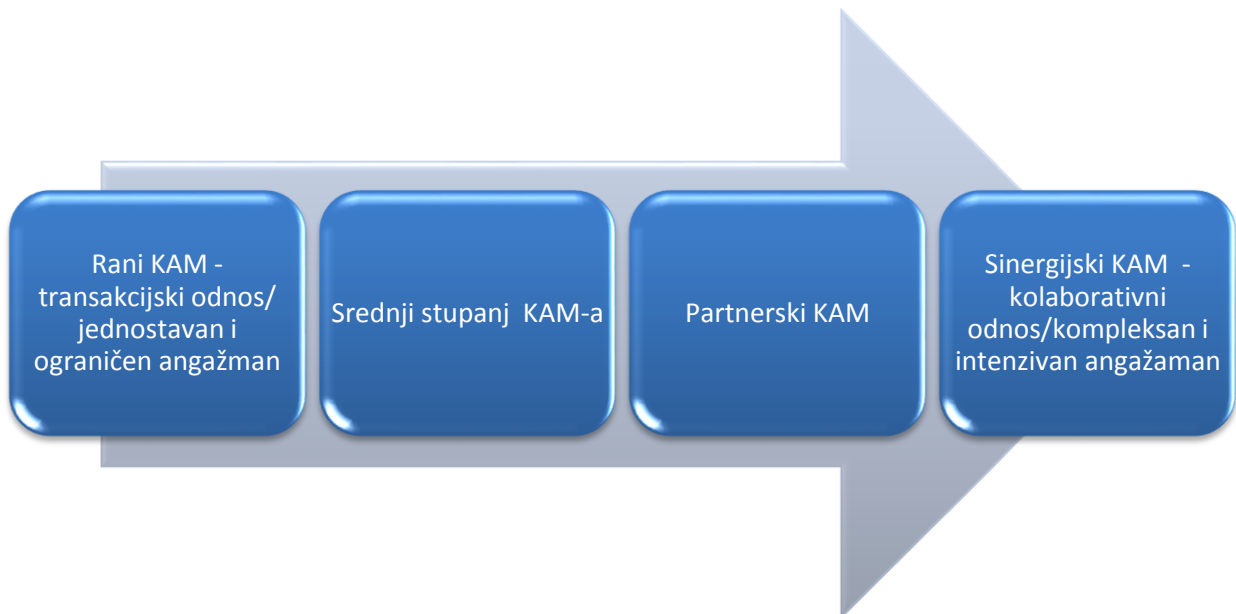 Rani KAM -
transakcijski odnos/
jednostavan i
ograničen angažman
Srednji stupanj  KAM-a
Partnerski KAM
Sinergijski KAM  -
kolaborativni
odnos/kompleksan i
intenzivan angažaman